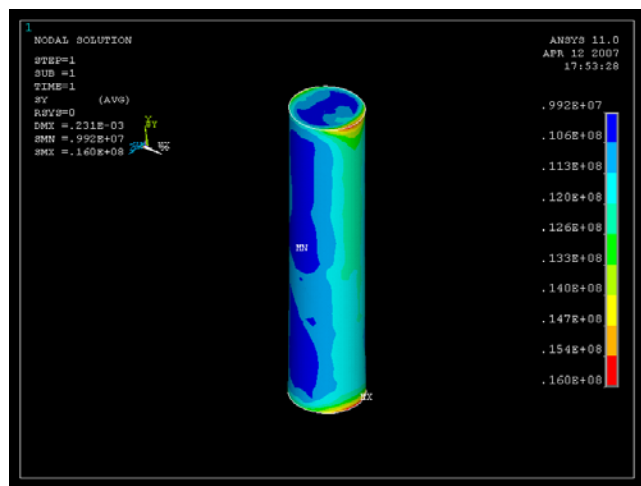 1
NODAL SOLUTION
STEP=1
SUB =1
TIME=1
SY (AVG)
RSYS=0
DMX =.231E-03
SMN =.992E+07
SMX =.160E+08
ANSYS 11.0
APR 12 2007
17:53:28
Y
MN
MX
.992E+07
.106E+08
.113E+08
.120E+08
.126E+08
.133E+08
.140E+08
.147E+08
.154E+08
.160E+08